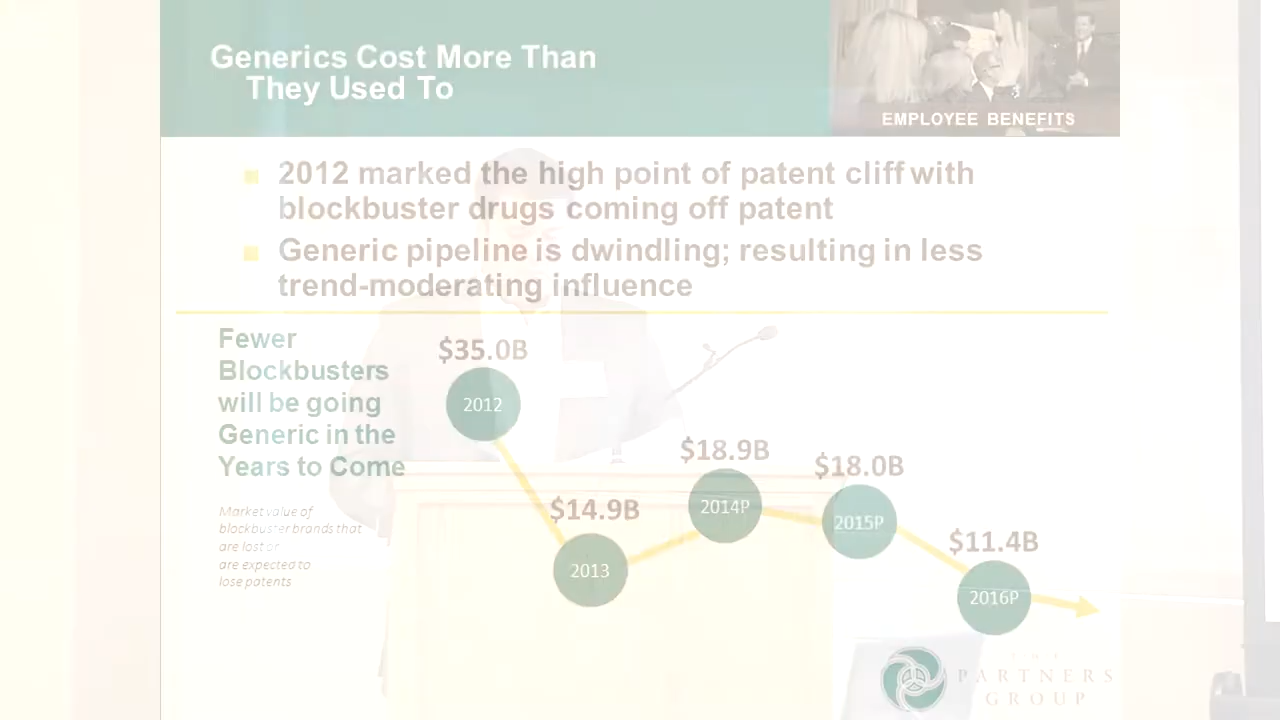 Generics Cost More Than
They Used To
EMPLOYEE BENEFITS
2012 marked the high point of patent cliff with
blockbuster drugs coming off patent
Generic pipeline is dwindling; resulting in less
trend-moderating influence
Fewer
Blockbusters
will be going
Generic in the
Years to Come
Market value of
blockbuster brands that
are lost or
are expected to
lose patents
$35.0B
2012
$14.9B
2013
$18.9B
2014P
$18.0B
2015P
$11.4B
2016P
THE
PARTNERS
GROUP